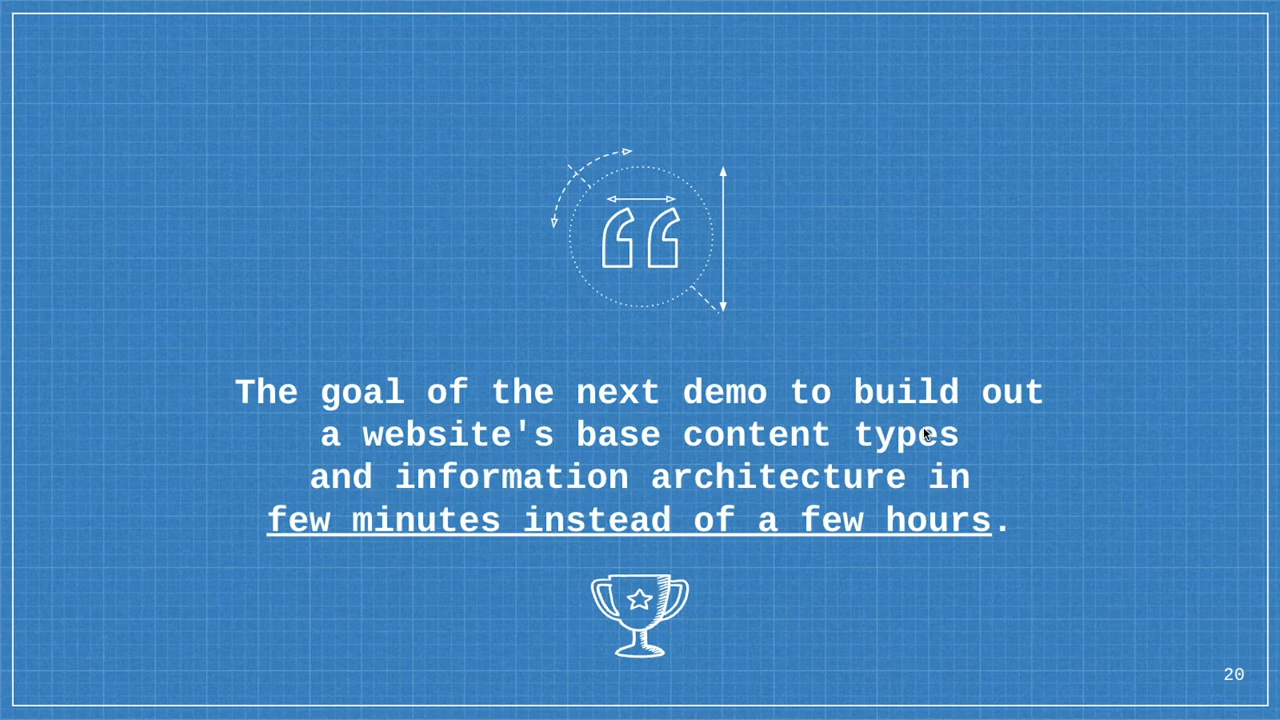 The goal of the next demo to build out
a website's base content types
and information architecture in
few minutes instead of a few hours.
20